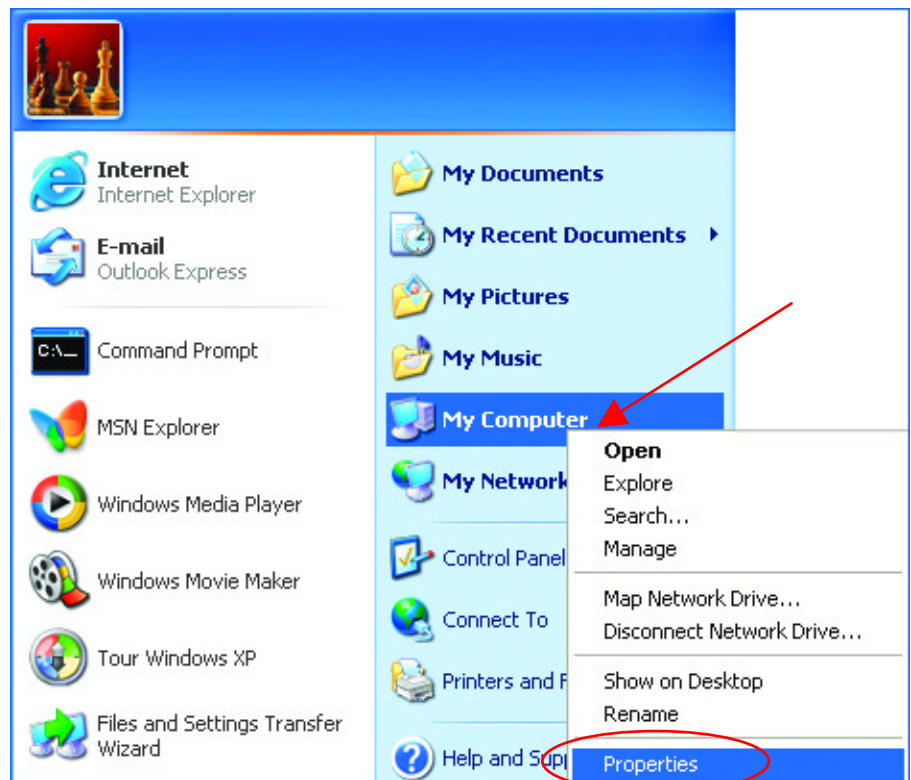 Internet
Internet Explorer
E-mail
Outlook Express
C:\_
Command Prompt
MSN Explorer
Windows Media Player
Windows Movie Maker
Tour Windows XP
Files and Settings Transfer
Wizard
My Documents
My Recent Documents
My Pictures
My Music
My Computer
My Network
Control Panel
Connect To
Printers and F
Help and Supp
Open
Explore
Search...
Manage
Map Network Drive...
Disconnect Network Drive...
Show on Desktop
Rename
Properties